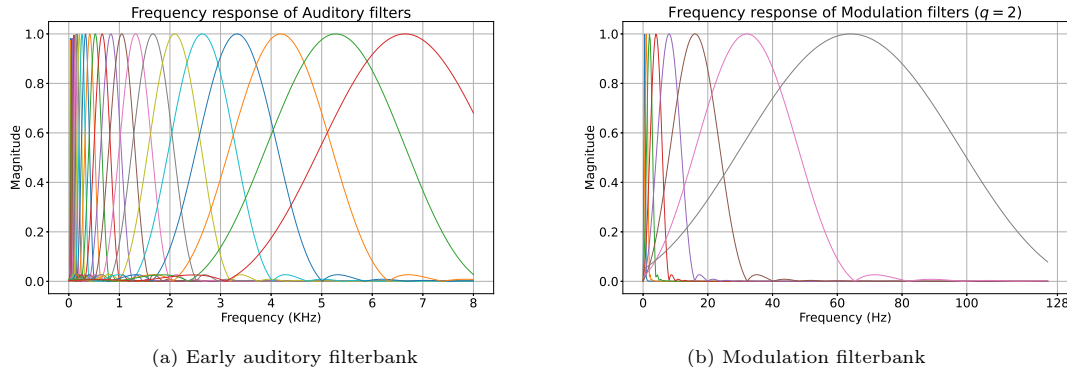 Frequency response of Auditory filters
Magnitude
1.0
0.8
0.6
0.4
0.2
0.0
0 1 2 3 4 5 6 7 8
Frequency (KHz)
(a) Early auditory filterbank
Frequency response of Modulation filters (q = 2)
Magnitude
1.0
0.8
0.6
0.4
0.2
0.0
0 20 40 60 80 100 128
Frequency (Hz)
(b) Modulation filterbank